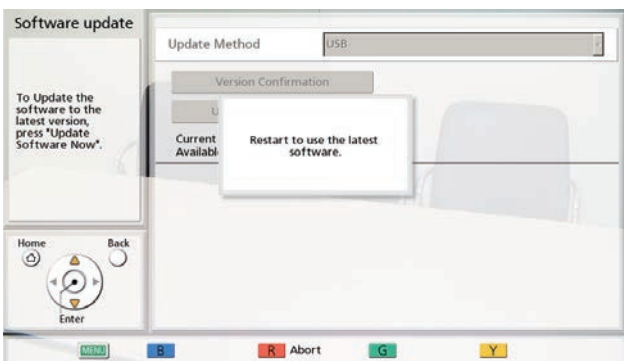 Software update
To Update the
software to the
latest version,
press "Update
Software Now".
Update Method
USB
Version Confirmation
U
Current
Availabl
Restart to use the latest
software.
Home
Back
Enter
MENU
B
R Abort
G
Y